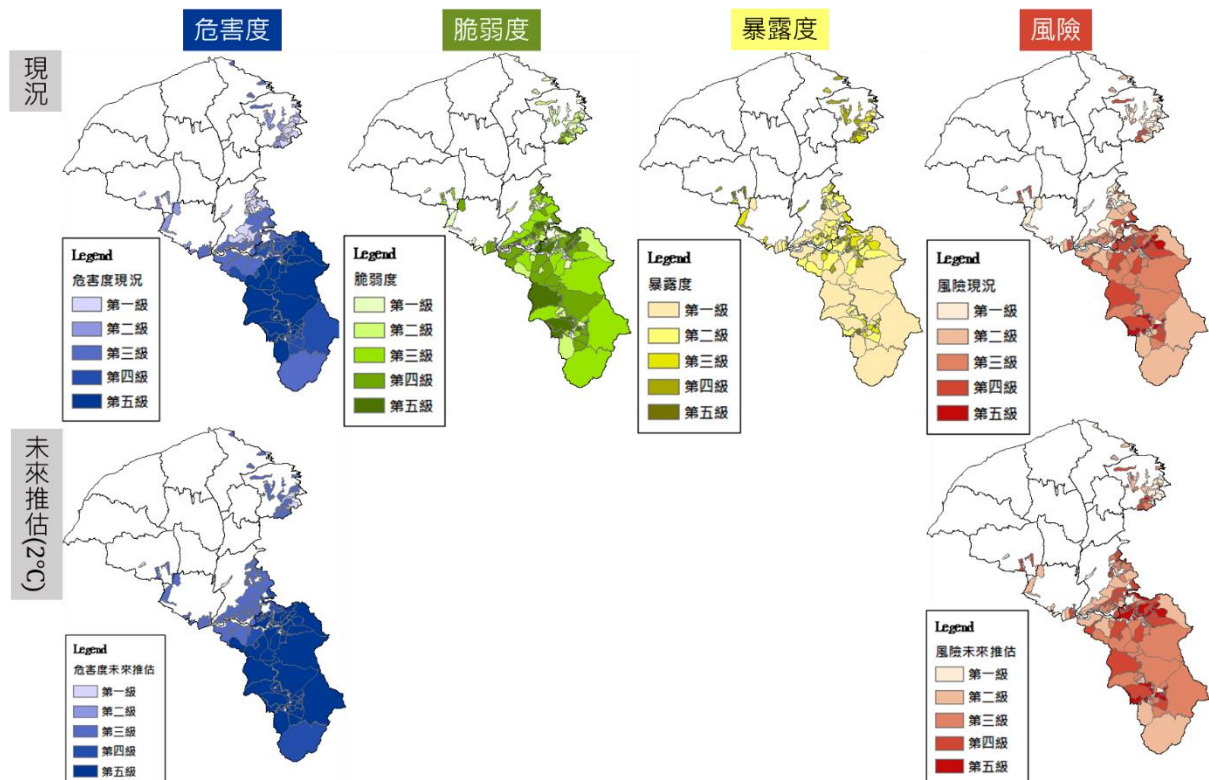 危害度
脆弱度
暴露度
風險
現況
Legend
危害度現況
第一級
第二級
第三級
第四級
第五級
Legend
脆弱度
第一級
第二級
第三級
第四級
第五級
Legend
暴露度
第一級
第二級
第三級
第四級
第五級
Legend
風險現況
第一級
第二級
第三級
第四級
第五級
未來推估(2°C)
Legend
危害度未來推估
第一級
第二級
第三級
第四級
第五級
Legend
風險未來推估
第一級
第二級
第三級
第四級
第五級